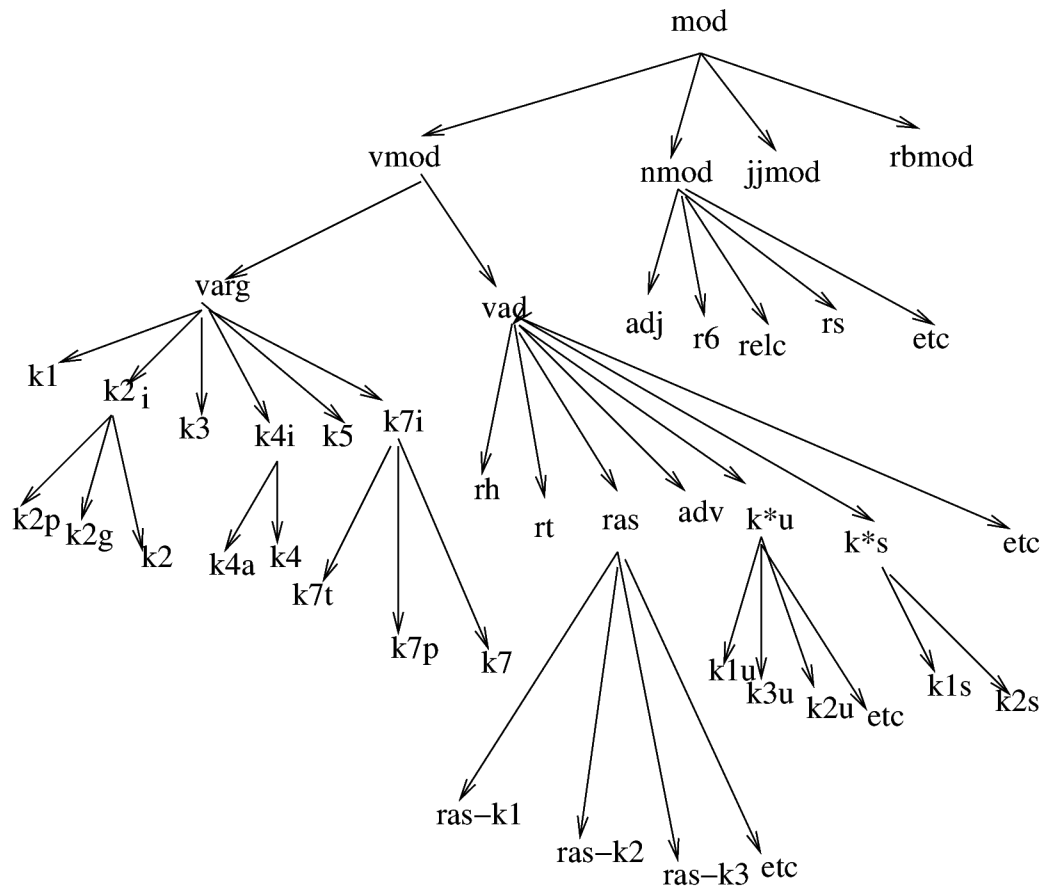 mod
vmod
nmod
jjmod
rbmod
varg
vad
adj
r6
relc
rs
etc
k1
k2i
k3
k4i
k5
k7i
rh
rt
ras
adv
k*u
k*s
etc
k2p
k2g
k2
k4a
k4
k7t
k7p
k7
k1u
k3u
k2u
etc
k1s
k2s
ras−k1
ras−k2
ras−k3
etc